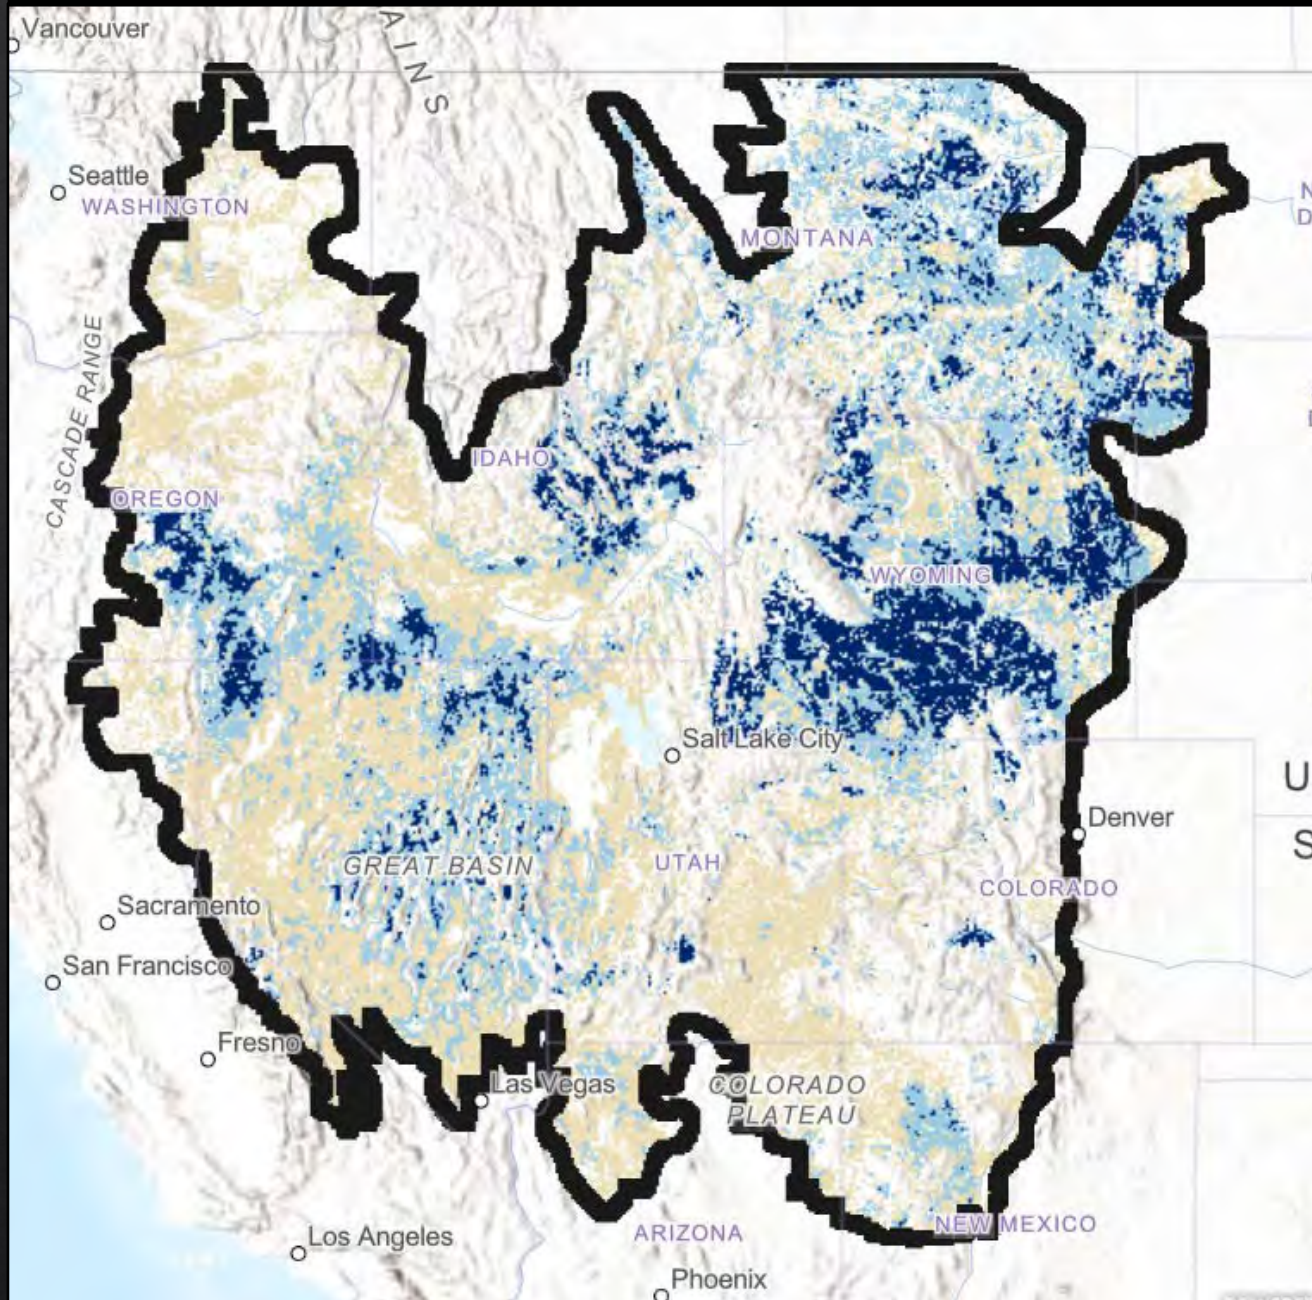 Vancouver
AINS
Seattle
WASHINGTON
N
D
MONTANA
CASCADE RANGE
IDAHO
OREGON
WYOMING
Salt Lake City
U
S
Denver
GREAT BASIN
UTAH
COLORADO
Sacramento
San Francisco
Fresno
Las Vegas
COLORADO
PLATEAU
NEW MEXICO
ARIZONA
Los Angeles
Phoenix